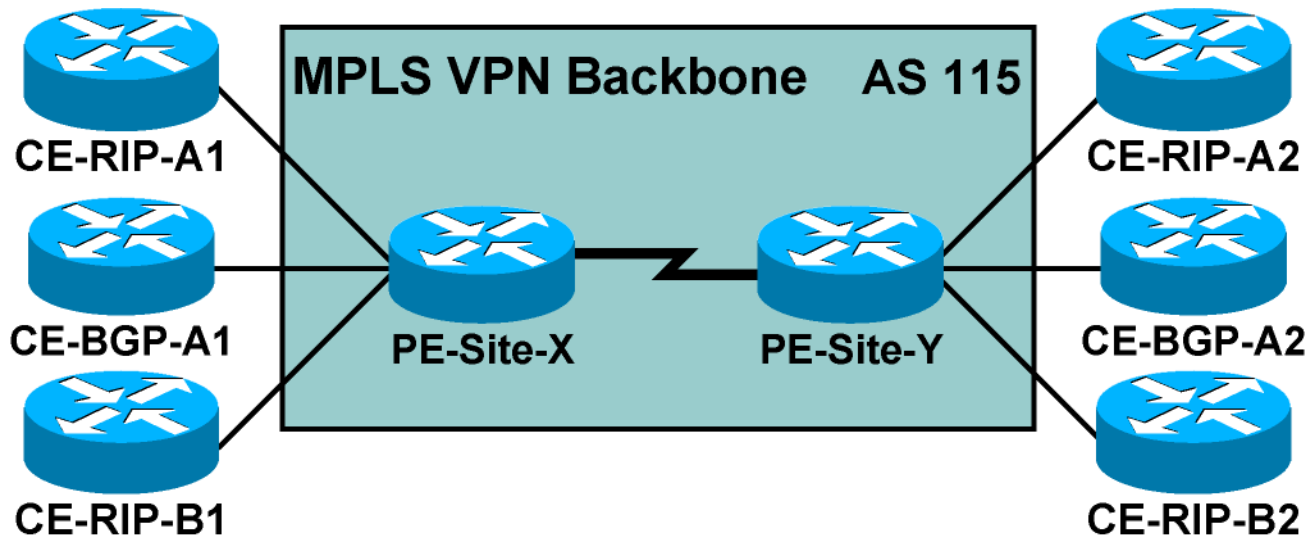 MPLS VPN Backbone AS 115
CE-RIP-A1
CE-RIP-A2
CE-BGP-A1
PE-Site-X
PE-Site-Y
CE-BGP-A2
CE-RIP-B1
CE-RIP-B2